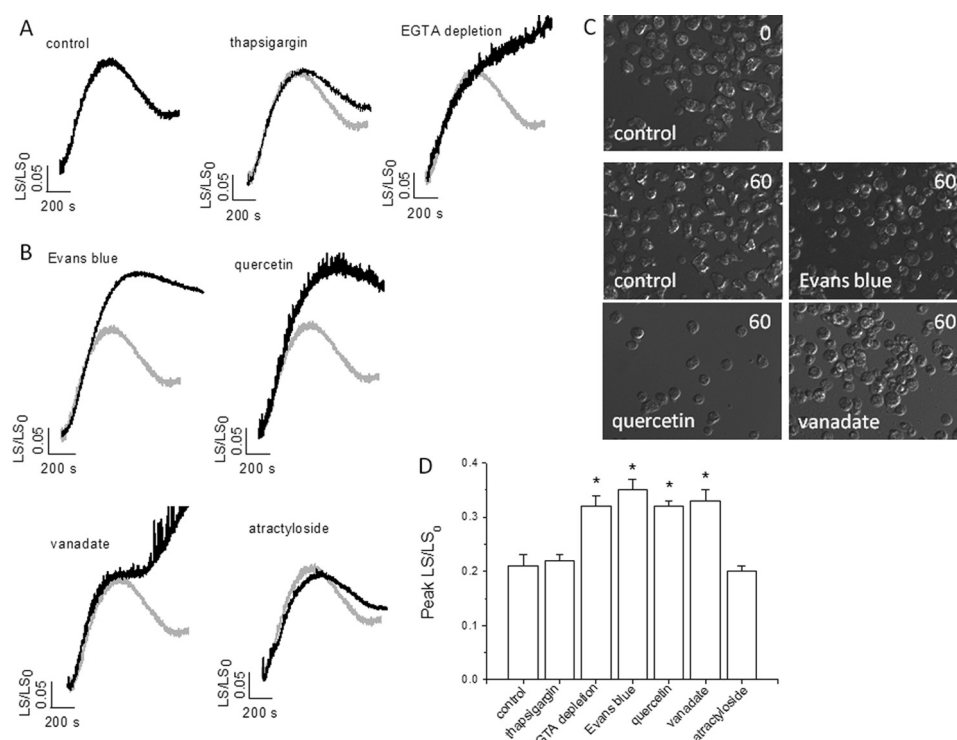 A
control
thapsigargin
EGTA depletion
LS/LS0
0.05
200 s
LS/LS0
0.05
200 s
LS/LS0
0.05
200 s
B
Evans blue
quercetin
LS/LS0
0.05
200 s
LS/LS0
0.05
200 s
vanadate
atractyloside
LS/LS0
0.05
200 s
LS/LS0
0.05
200 s
C
0
control
60
control
60
Evans blue
60
quercetin
60
vanadate
D
Peak LS/LS0
0.4
0.3
0.2
0.1
0.0
* * * *
control
thapsigargin
GTA depletion
Evans blue
quercetin
vanadate
atractyloside